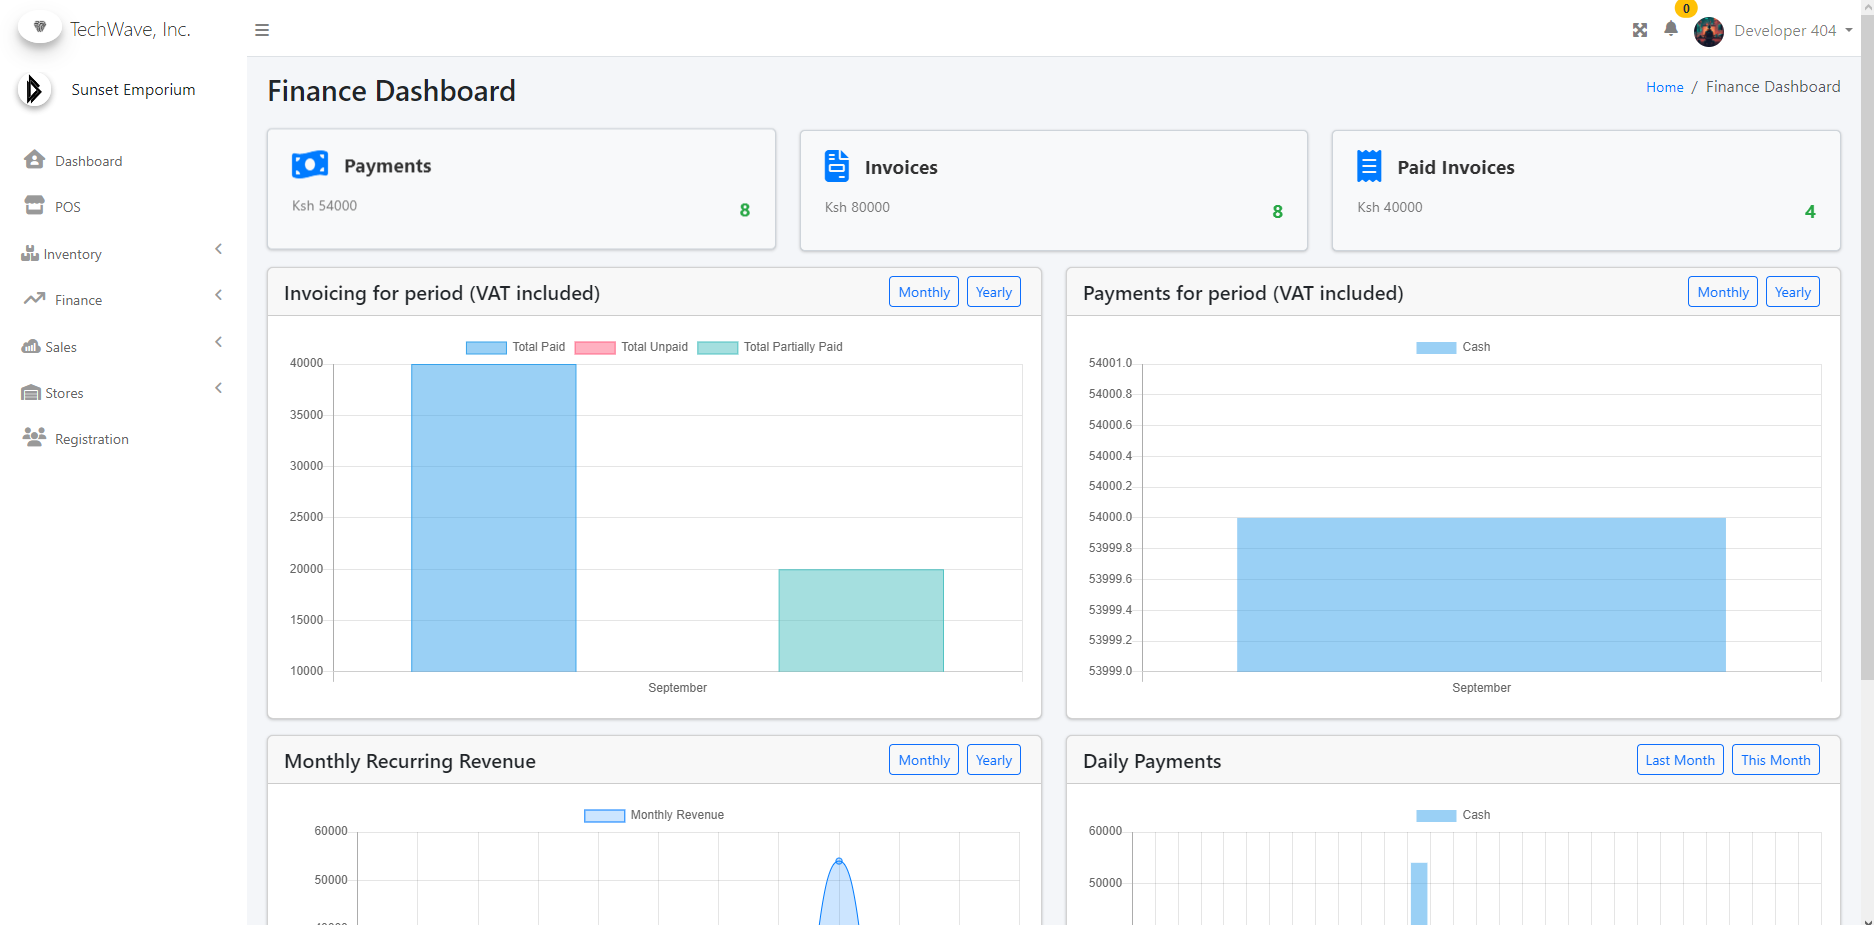 TechWave, Inc.
0
Developer 404
Sunset Emporium
Dashboard
POS
Inventory
Finance
Sales
Stores
Registration
Finance Dashboard
Home / Finance Dashboard
Payments
Ksh 54000
8
Invoices
Ksh 80000
8
Paid Invoices
Ksh 40000
4
Invoicing for period (VAT included)
Monthly Yearly
Total Paid Total Unpaid Total Partially Paid
40000
35000
30000
25000
20000
15000
10000
September
Payments for period (VAT included)
Monthly Yearly
Cash
54001.0
54000.8
54000.6
54000.4
54000.2
54000.0
53999.8
53999.6
53999.4
53999.2
53999.0
September
Monthly Recurring Revenue
Monthly Yearly
Monthly Revenue
60000
50000
Daily Payments
Last Month This Month
Cash
60000
50000